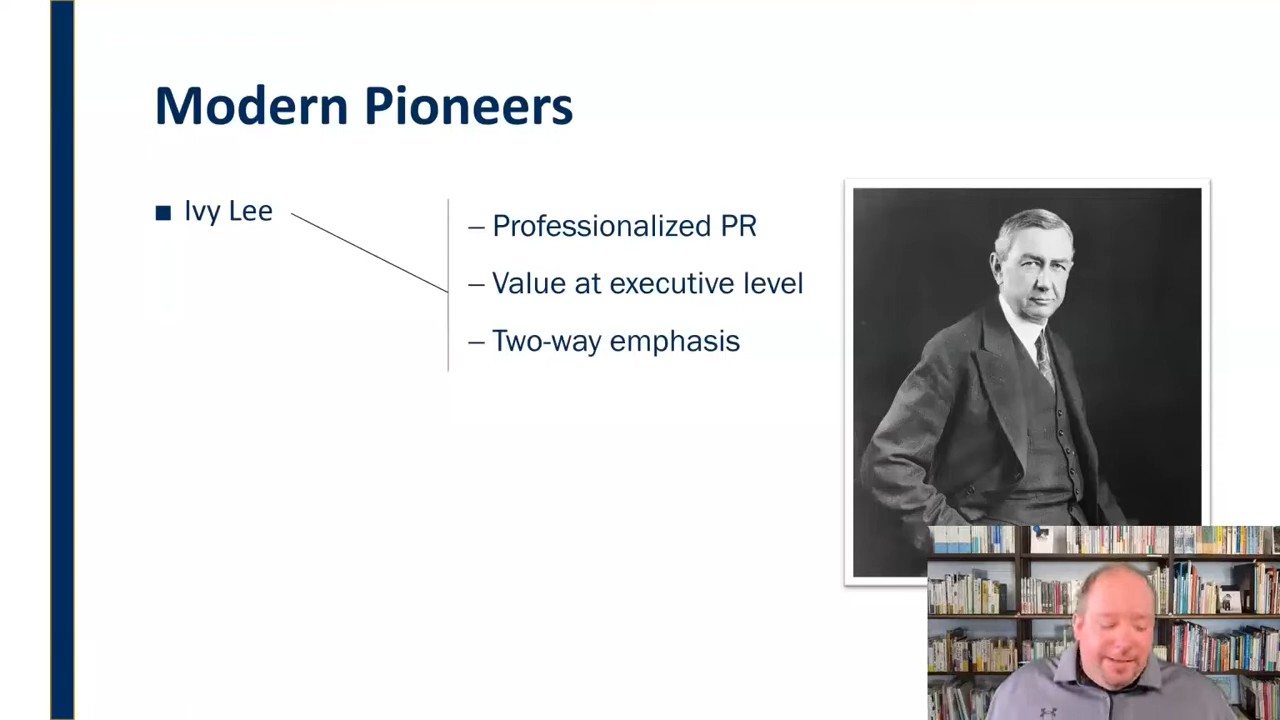 Modern Pioneers
■ Ivy Lee
– Professionalized PR
– Value at executive level
– Two-way emphasis